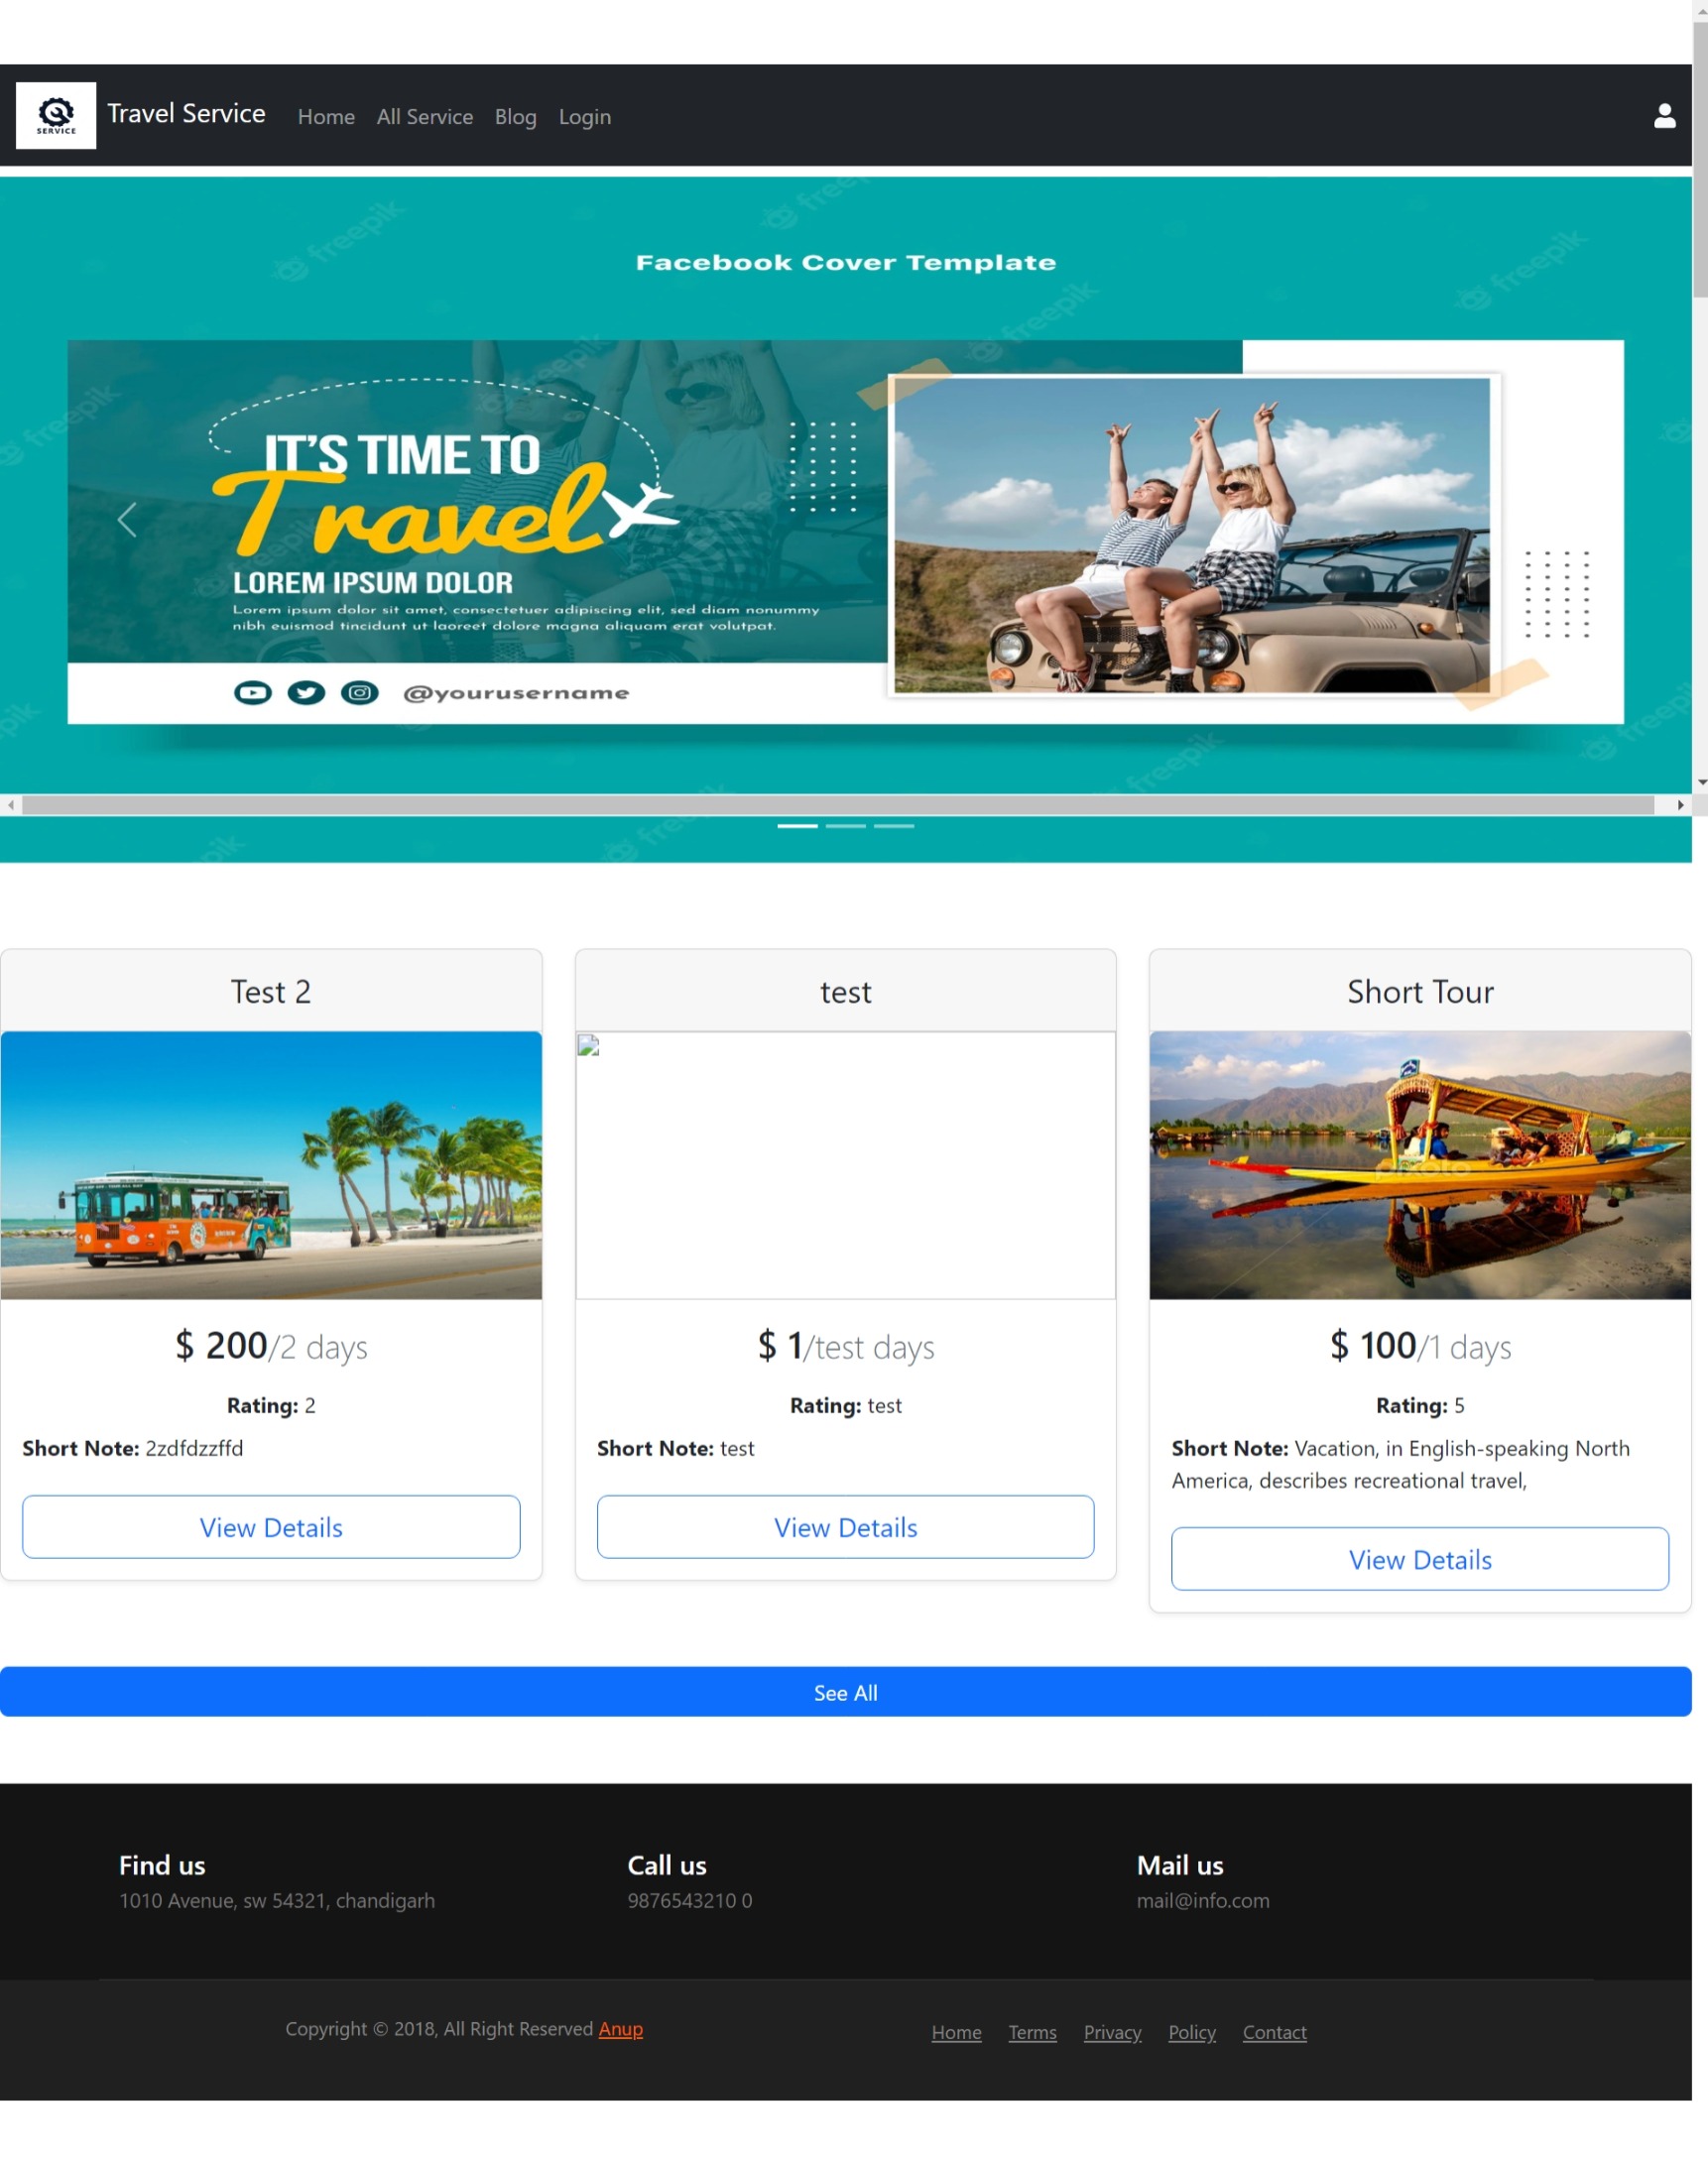 SERVICE
Travel Service
Home
All Service
Blog
Login
freepik
freepik
freepik
freepik
Facebook Cover Template
IT'S TIME TO
Travel
LOREM IPSUM DOLOR
Lorem ipsum dolor sit amet, consectetuer adipiscing elit, sed diam nonummy
nibh euismod tincidunt ut laoreet dolore magna aliquam erat volutpat.
@yourusername
freepik
Test 2
test
Short Tour
$ 200/2 days
$ 1/test days
$ 100/1 days
Rating: 2
Rating: test
Rating: 5
Short Note: 2zdfdzzffd
Short Note: test
Short Note: Vacation, in English-speaking North
America, describes recreational travel,
View Details
View Details
View Details
See All
Find us
1010 Avenue, sw 54321, chandigarh
Call us
9876543210 0
Mail us
mail@info.com
Copyright © 2018, All Right Reserved Anup
Home
Terms
Privacy
Policy
Contact